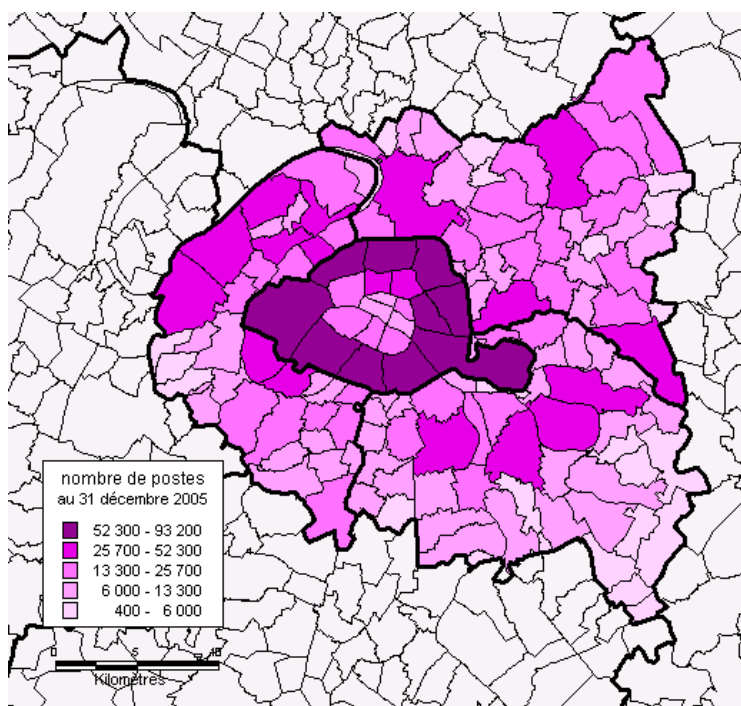 nombre de postes
au 31 décembre 2005
52 300 - 93 200
25 700 - 52 300
13 300 - 25 700
6 000 - 13 300
400 - 6 000
0 5 10
Kilomètres